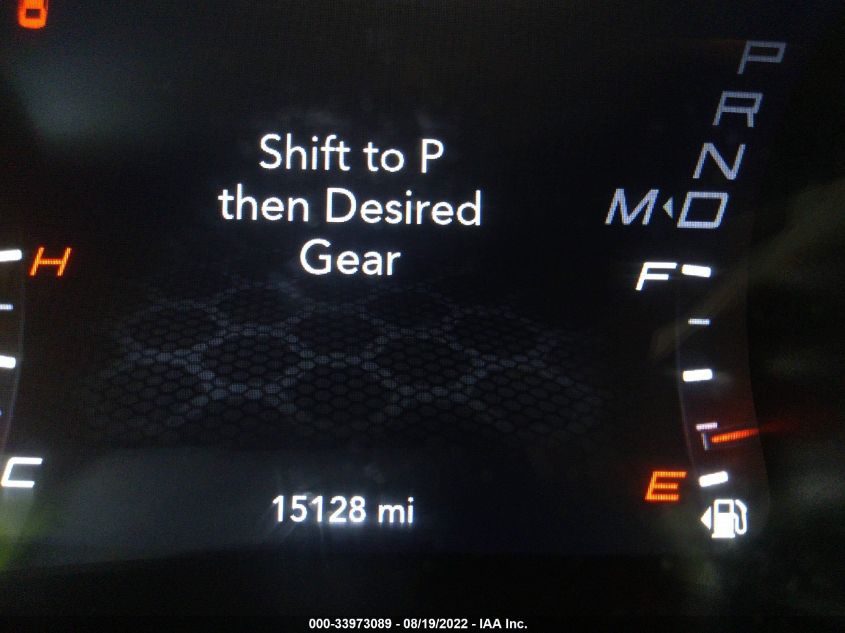 P
R
N
M D
Shift to P
then Desired
Gear
H
F
C
E
15128 mi
000-33973089 - 08/19/2022 - IAA Inc.